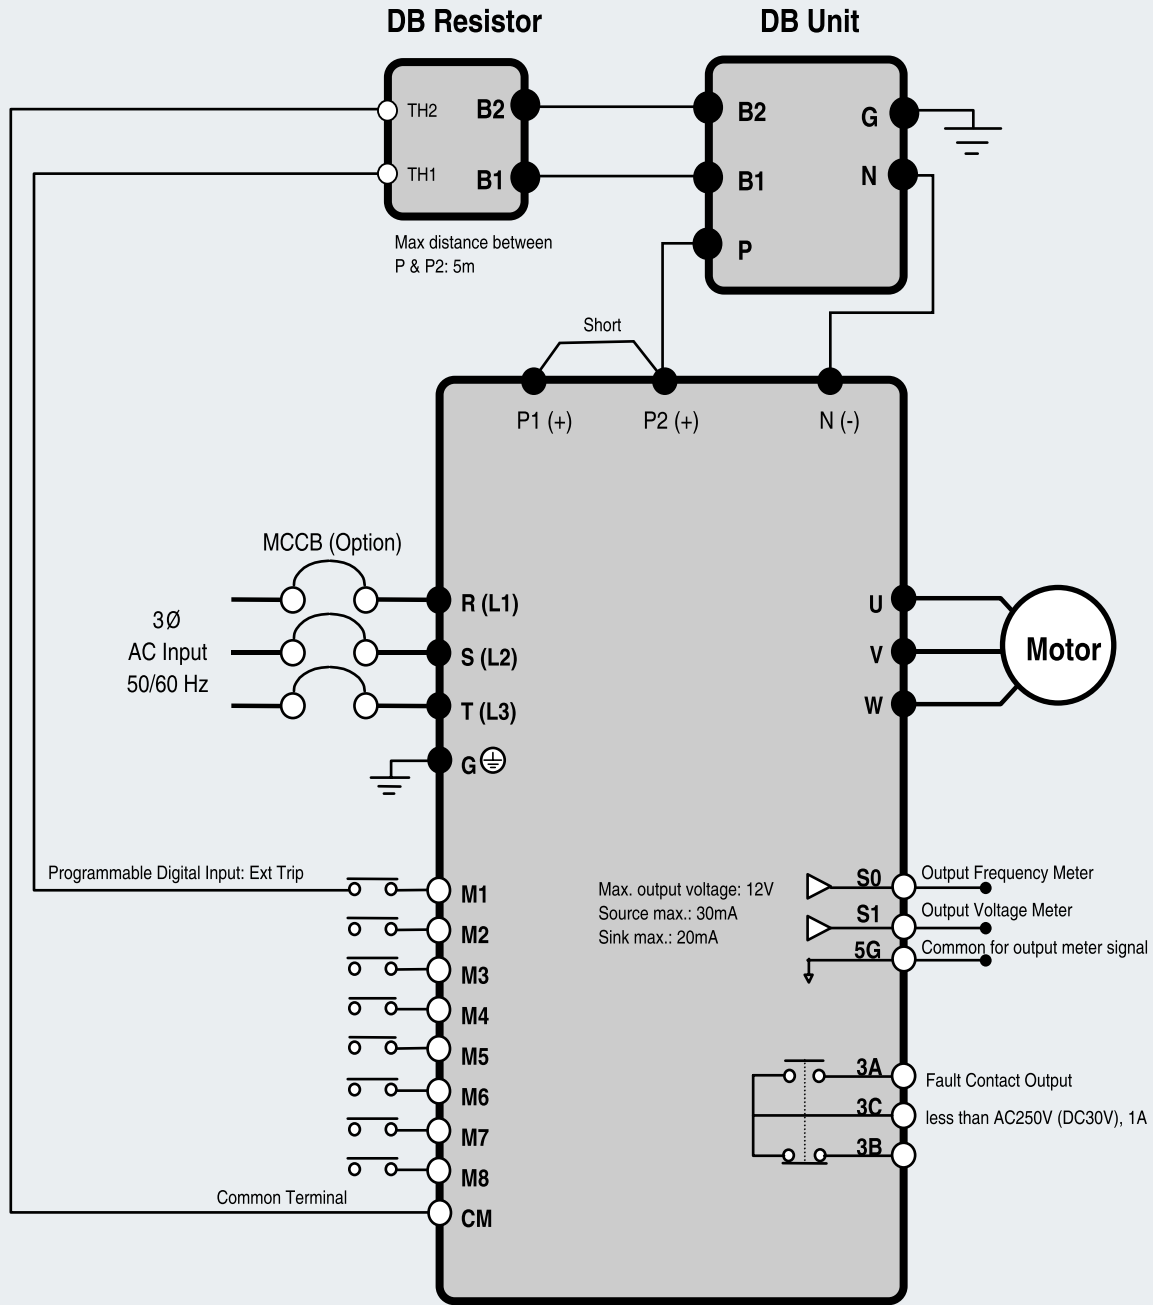 DB Resistor
DB Unit
TH2
B2
TH1
B1
B2
G
B1
N
P
Max distance between
P & P2: 5m
Short
P1 (+)
P2 (+)
N (-)
MCCB (Option)
3Ø
AC Input
50/60 Hz
R (L1)
S (L2)
T (L3)
G
U
V
W
Motor
Programmable Digital Input: Ext Trip
M1
M2
M3
M4
M5
M6
M7
M8
Common Terminal
CM
Max. output voltage: 12V
Source max.: 30mA
Sink max.: 20mA
S0
Output Frequency Meter
S1
Output Voltage Meter
5G
Common for output meter signal
3A
Fault Contact Output
3C
less than AC250V (DC30V), 1A
3B